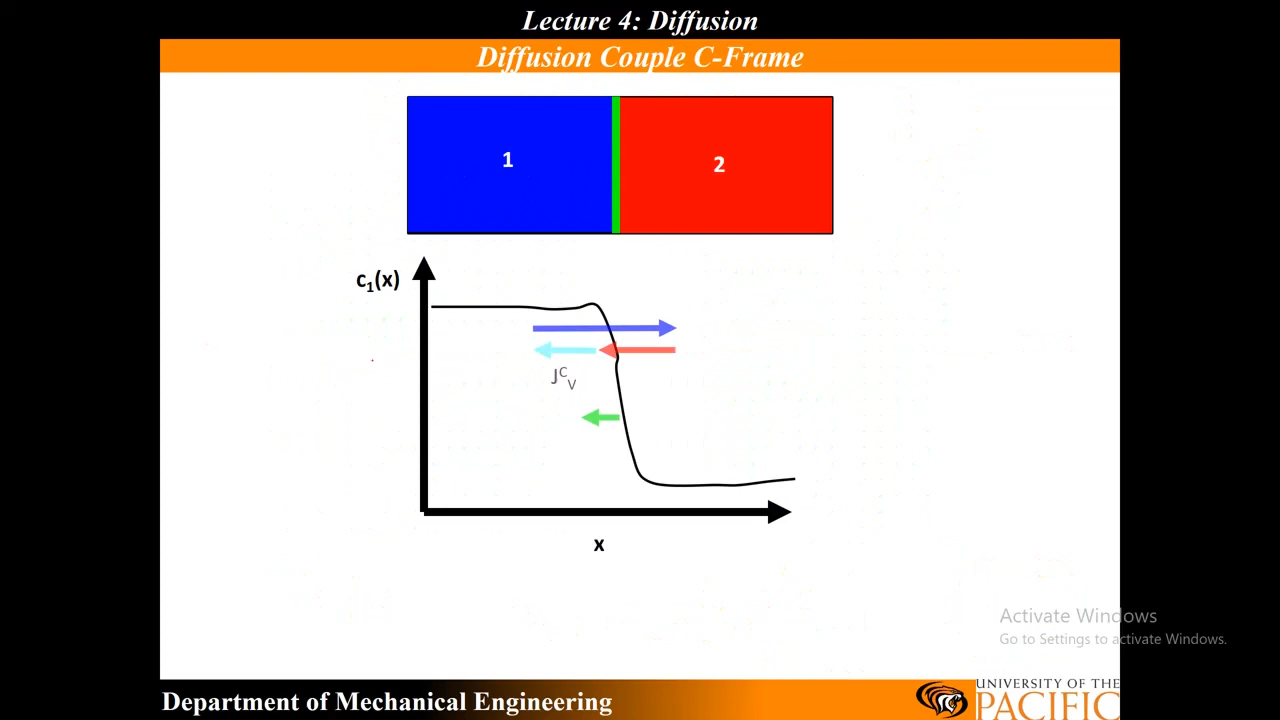 Lecture 4: Diffusion
Diffusion Couple C-Frame
1
2
c₁(x)
Jᶜᵥ
x
Activate Windows
Go to Settings to activate Windows.
Department of Mechanical Engineering
UNIVERSITY OF THE
PACIFIC